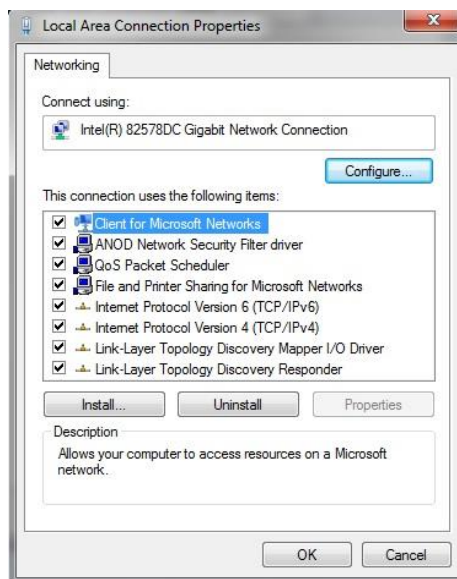 Local Area Connection Properties
Networking
Connect using:
Intel(R) 82578DC Gigabit Network Connection
Configure...
This connection uses the following items:
Client for Microsoft Networks
ANOD Network Security Filter driver
QoS Packet Scheduler
File and Printer Sharing for Microsoft Networks
Internet Protocol Version 6 (TCP/IPv6)
Internet Protocol Version 4 (TCP/IPv4)
Link-Layer Topology Discovery Mapper I/O Driver
Link-Layer Topology Discovery Responder
Install... Uninstall Properties
Description
Allows your computer to access resources on a Microsoft
network.
OK Cancel